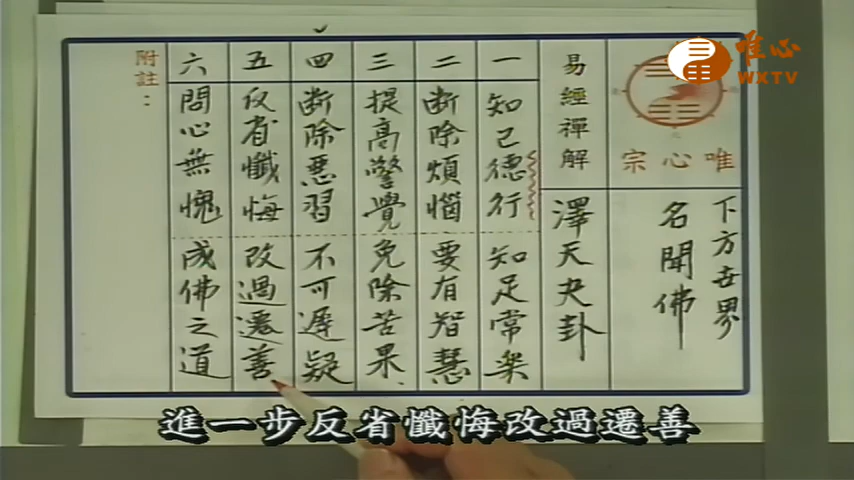 唯心
WXTV
唯心宗
下方世界
名聞佛
易經禪解
澤天夬卦
一
知己德行
知足常樂
二
断除煩惱
要有智慧
三
提高警覺
免除苦果
四
断除惡習
不可遲疑
五
反省懺悔
改過遷善
六
問心無愧
成佛之道
附註：
進一步反省懺悔改過遷善